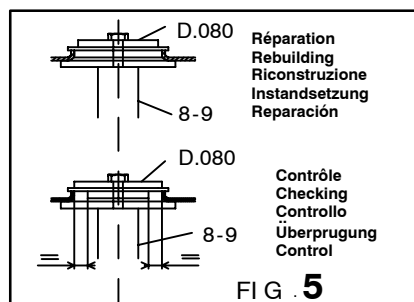 D.080
Réparation
Rebuilding
Riconstruzione
Instandsetzung
Reparación
8-9
D.080
Contrôle
Checking
Controllo
Überprugung
Control
8-9
FIG. 5